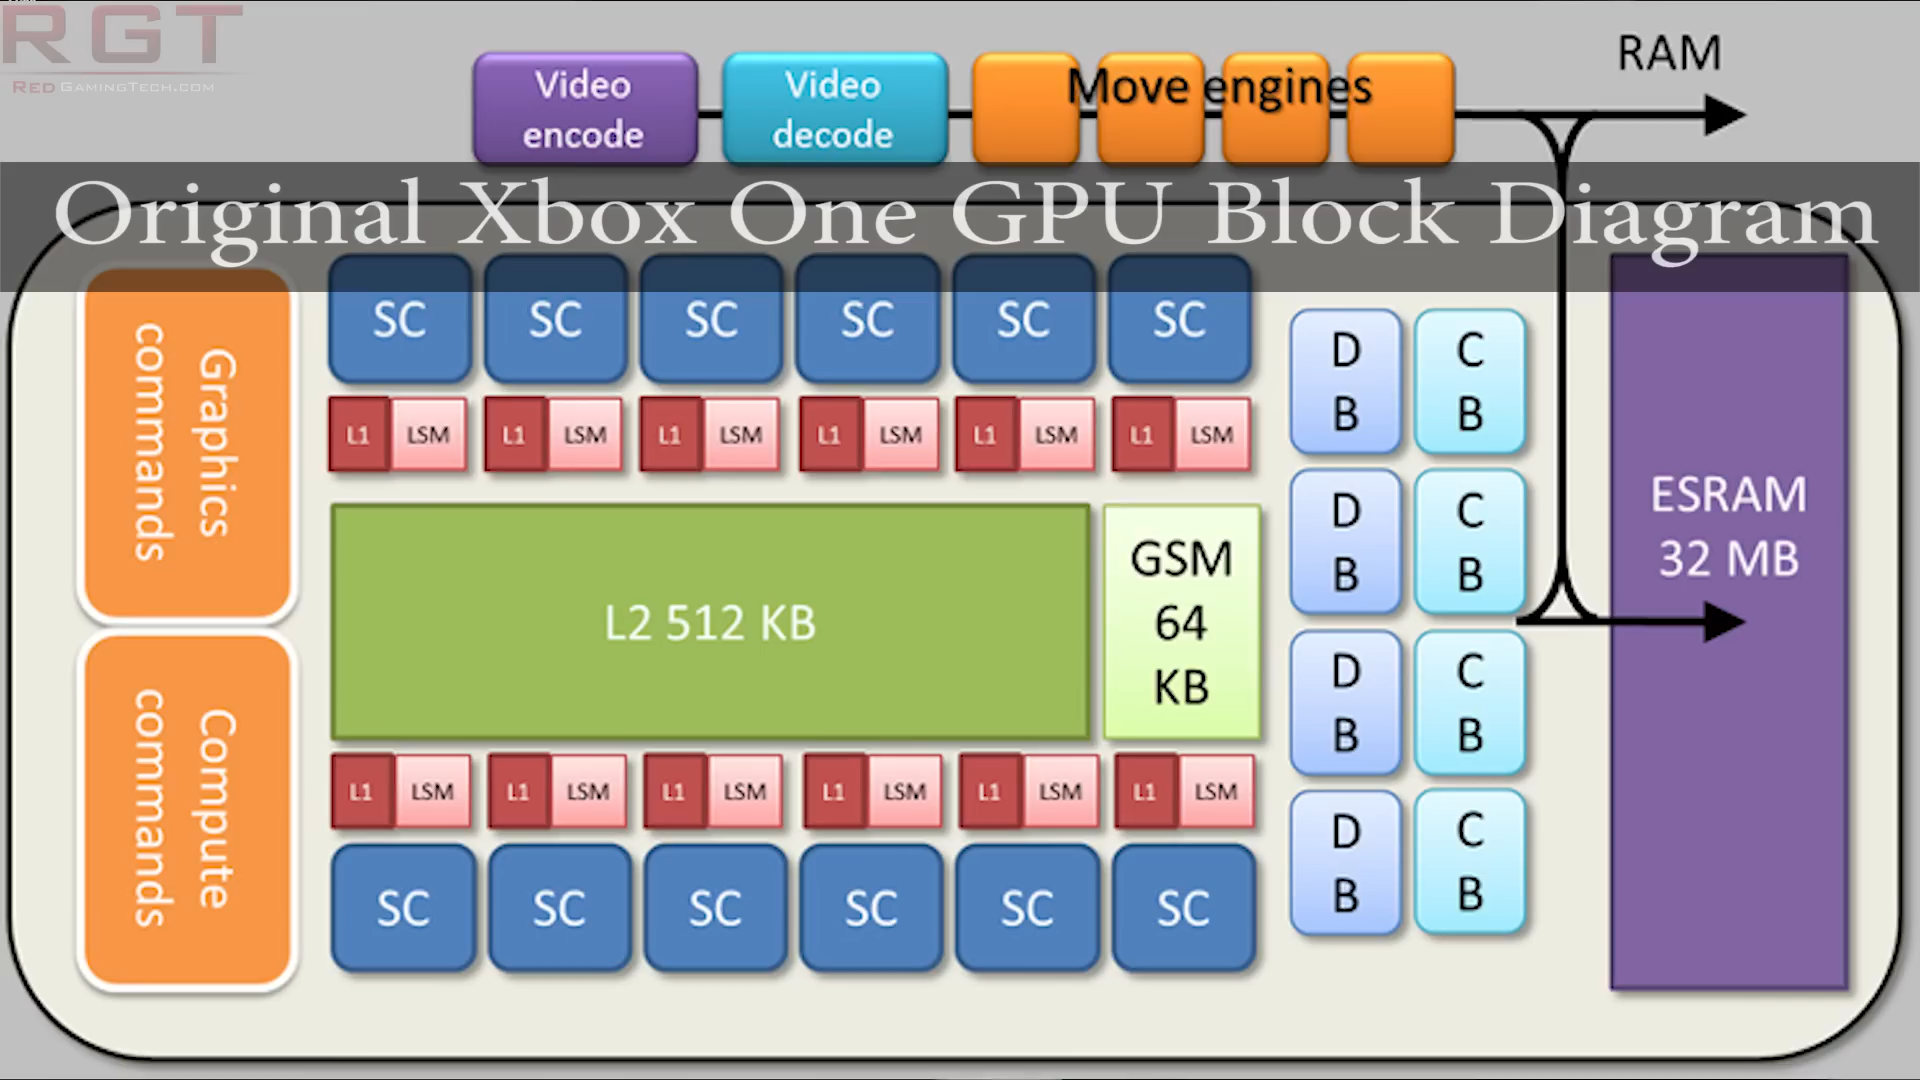 RGT
RED GAMINGTECH.COM
Video
encode
Video
decode
Move engines
RAM
Original Xbox One GPU Block Diagram
Graphics
commands
Compute
commands
SC SC SC SC SC SC
L1 LSM L1 LSM L1 LSM L1 LSM L1 LSM L1 LSM
L2 512 KB
GSM
64
KB
L1 LSM L1 LSM L1 LSM L1 LSM L1 LSM L1 LSM
SC SC SC SC SC SC
D C
B B
D C
B B
D C
B B
D C
B B
ESRAM
32 MB